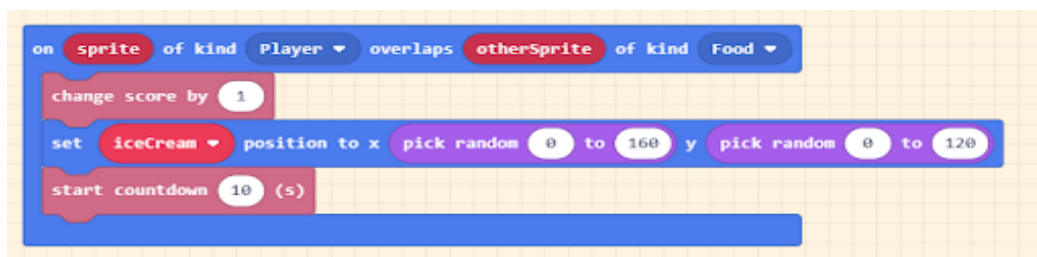 on sprite of kind Player overlaps otherSprite of kind Food
change score by 1
set iceCream position to x pick random 0 to 160 y pick random 0 to 120
start countdown 10 (s)